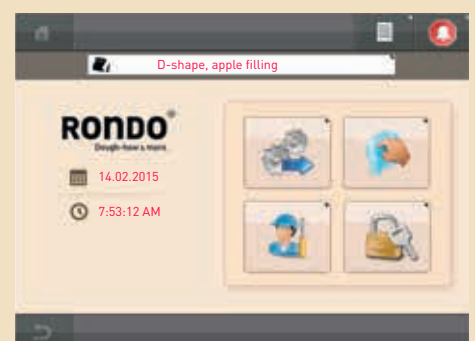 D-shape, apple filling
RONDO®
Dough-how & more.
14.02.2015
7:53:12 AM